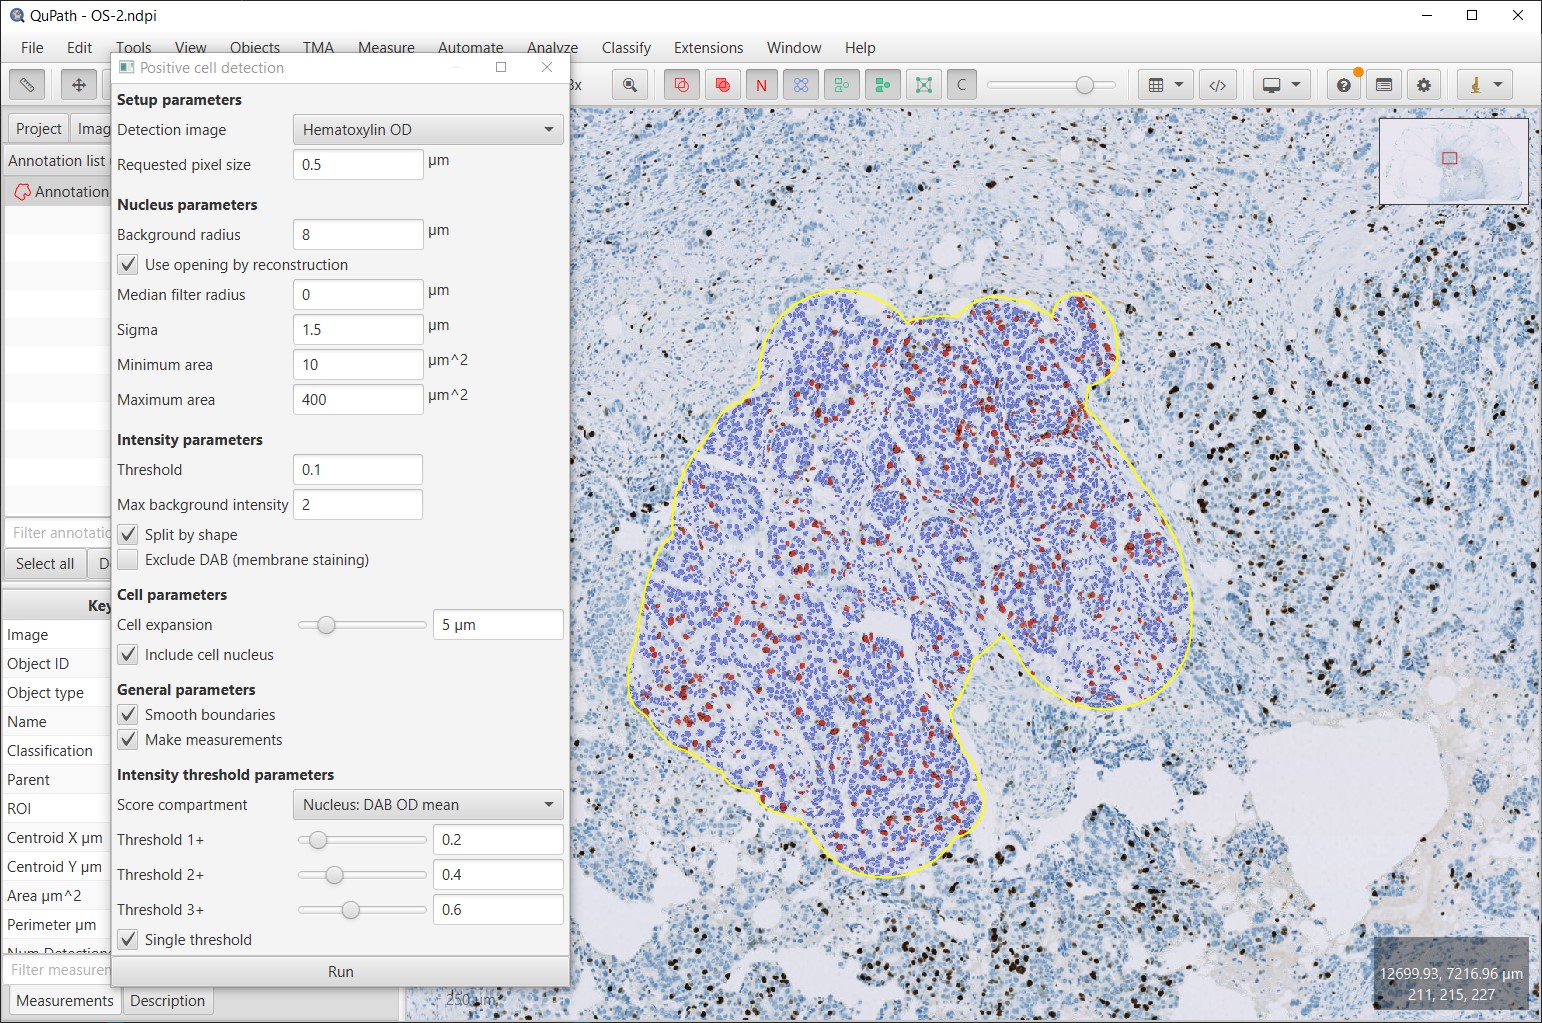 QuPath - OS-2.ndpi
File Edit Tools View Objects TMA Measure Automate Analyze Classify Extensions Window Help
Positive cell detection
N
C
Project
Annotation list
Annotation
Select all
Key
Image
Object ID
Object type
Name
Classification
Parent
ROI
Centroid X µm
Centroid Y µm
Area µm^2
Perimeter µm
Measurements Description
Setup parameters
Detection image Hematoxylin OD
Requested pixel size 0.5 µm
Nucleus parameters
Background radius 8 µm
Use opening by reconstruction
Median filter radius 0 µm
Sigma 1.5 µm
Minimum area 10 µm^2
Maximum area 400 µm^2
Intensity parameters
Threshold 0.1
Max background intensity 2
Split by shape
Exclude DAB (membrane staining)
Cell parameters
Cell expansion 5 µm
Include cell nucleus
General parameters
Smooth boundaries
Make measurements
Intensity threshold parameters
Score compartment Nucleus: DAB OD mean
Threshold 1+ 0.2
Threshold 2+ 0.4
Threshold 3+ 0.6
Single threshold
Run
250 µm
12699.93, 7216.96 µm
211, 215, 227